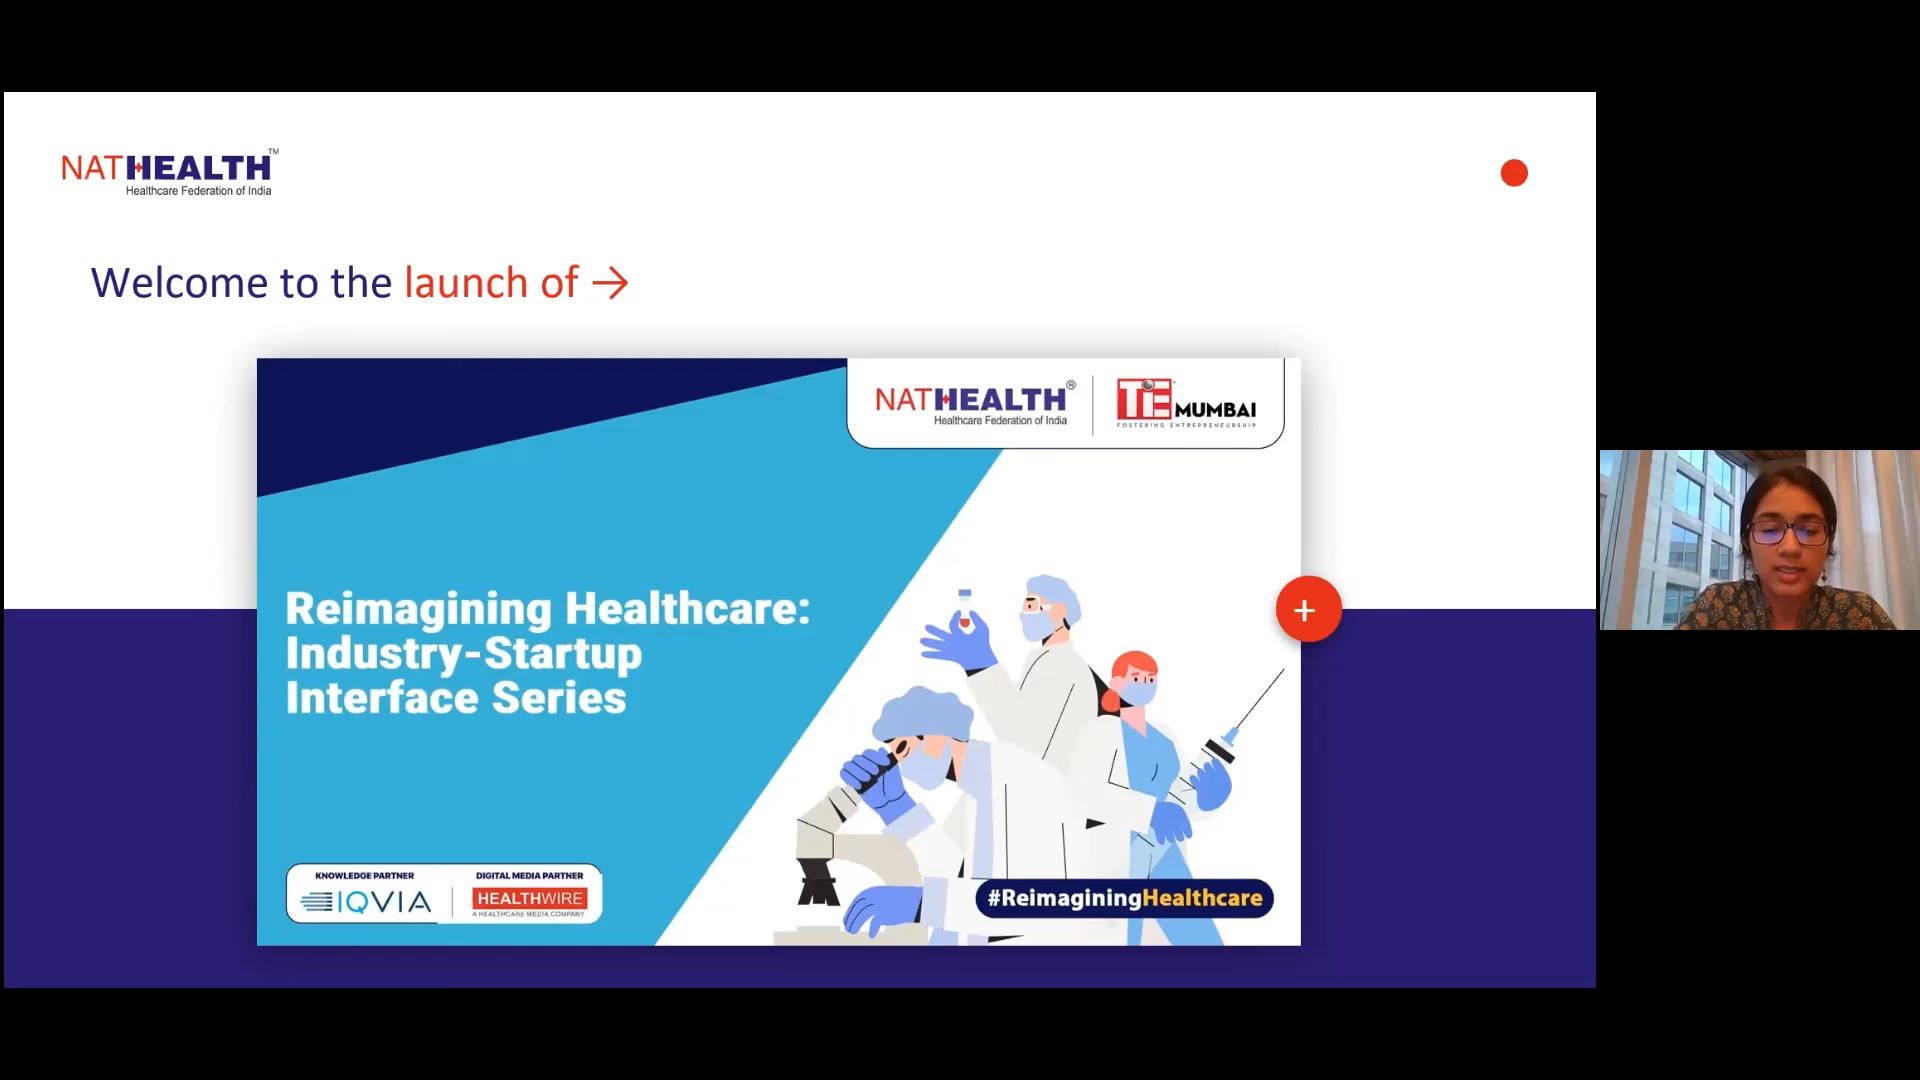 NATHEALTH™
Healthcare Federation of India
Welcome to the launch of →
NATHEALTH®
Healthcare Federation of India
TiE MUMBAI
FOSTERING ENTREPRENEURSHIP
Reimagining Healthcare:
Industry-Startup
Interface Series
+
KNOWLEDGE PARTNER
IQVIA
DIGITAL MEDIA PARTNER
HEALTHWIRE
A HEALTHCARE MEDIA COMPANY
#ReimaginingHealthcare